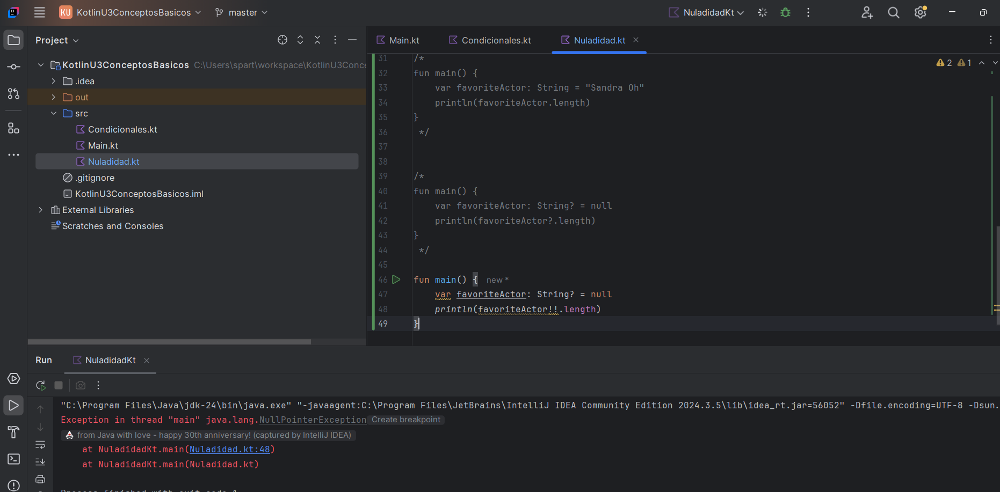 KU KotlinU3ConceptosBasicos master NuladidadKt
Project
Main.kt Condicionales.kt Nuladidad.kt
KotlinU3ConceptosBasicos C:\Users\spart\workspace\KotlinU3Conce
.idea
out
src
Condicionales.kt
Main.kt
Nuladidad.kt
.gitignore
KotlinU3ConceptosBasicos.iml
External Libraries
Scratches and Consoles
2 1
31 /*
32 fun main() {
33     var favoriteActor: String = "Sandra Oh"
34     println(favoriteActor.length)
35 }
36  */
37
38
39 /*
40 fun main() {
41     var favoriteActor: String? = null
42     println(favoriteActor?.length)
43 }
44  */
45
46 fun main() { new *
47     var favoriteActor: String? = null
48     println(favoriteActor!!.length)
49 }
Run NuladidadKt
"C:\Program Files\Java\jdk-24\bin\java.exe" "-javaagent:C:\Program Files\JetBrains\IntelliJ IDEA Community Edition 2024.3.5\lib\idea_rt.jar=56052" -Dfile.encoding=UTF-8 -Dsun.
Exception in thread "main" java.lang.NullPointerException Create breakpoint
from Java with love - happy 30th anniversary! (captured by IntelliJ IDEA)
    at NuladidadKt.main(Nuladidad.kt:48)
    at NuladidadKt.main(Nuladidad.kt)
Process finished with exit code 1